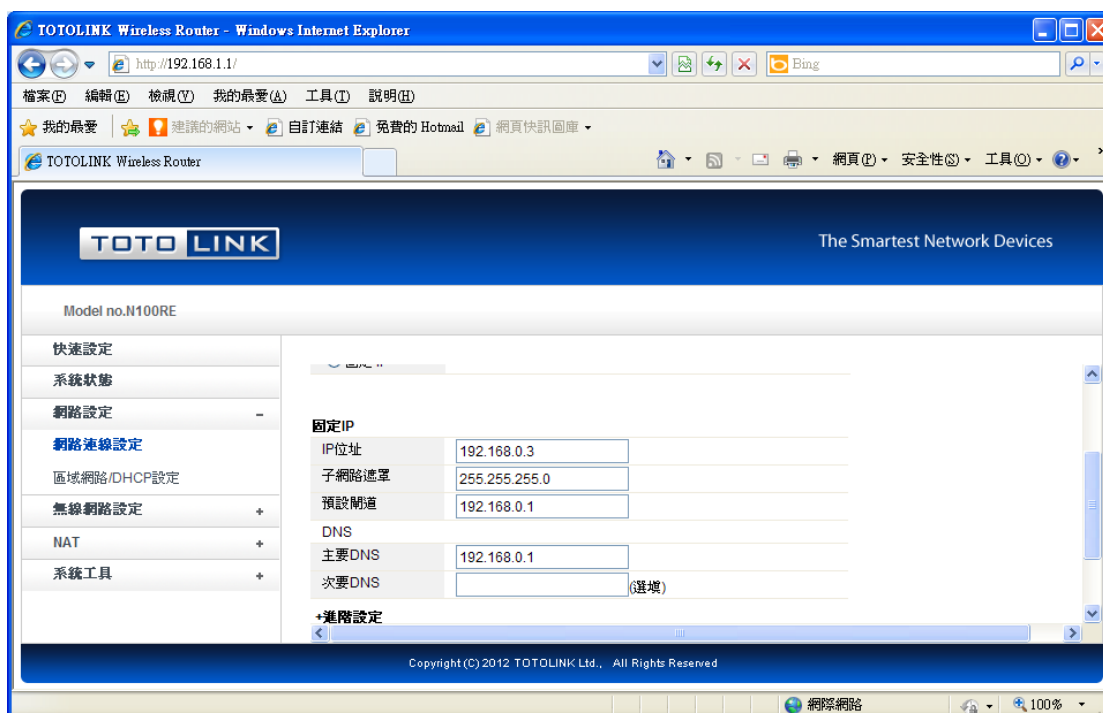 TOTOLINK Wireless Router - Windows Internet Explorer
http://192.168.1.1/
Bing
檔案(F) 編輯(E) 檢視(V) 我的最愛(A) 工具(T) 說明(H)
我的最愛 建議的網站 自訂連結 免費的 Hotmail 網頁快訊圖庫
TOTOLINK Wireless Router 網頁(P) 安全性(S) 工具(O)
TOTO LINK The Smartest Network Devices
Model no.N100RE
快速設定
系統狀態
網路設定 -
網路連線設定
區域網路/DHCP設定
無線網路設定 +
NAT +
系統工具 +
固定IP
IP位址 192.168.0.3
子網路遮罩 255.255.255.0
預設閘道 192.168.0.1
DNS
主要DNS 192.168.0.1
次要DNS (選填)
+進階設定
Copyright (C) 2012 TOTOLINK Ltd., All Rights Reserved
網際網路 100%